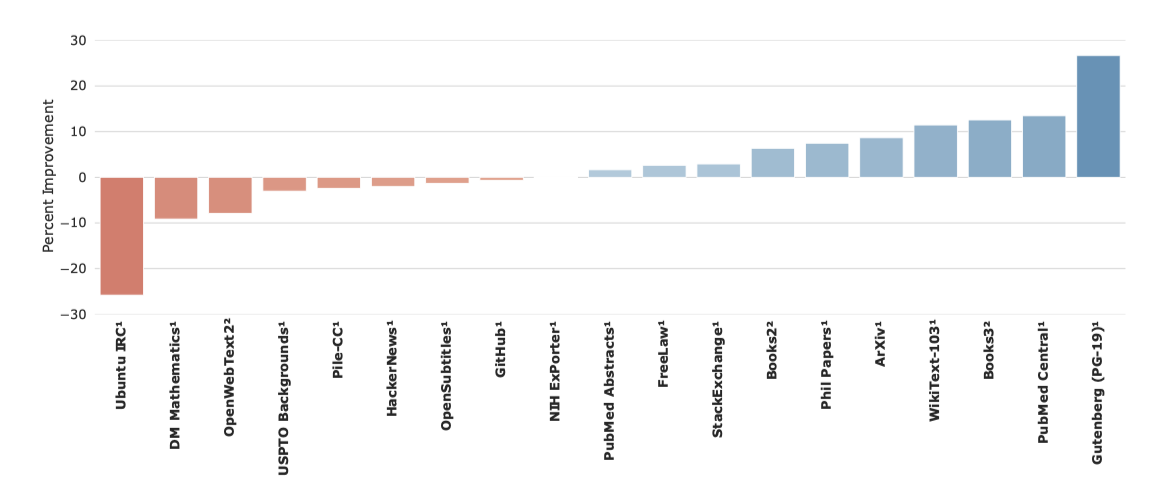 Percent Improvement
30
20
10
0
−10
−20
−30
Ubuntu IRC¹
DM Mathematics¹
OpenWebText2²
USPTO Backgrounds¹
Pile-CC¹
HackerNews¹
OpenSubtitles¹
GitHub¹
NIH ExPorter¹
PubMed Abstracts¹
FreeLaw¹
StackExchange¹
Books2²
Phil Papers¹
ArXiv¹
WikiText-103¹
Books3²
PubMed Central¹
Gutenberg (PG-19)¹